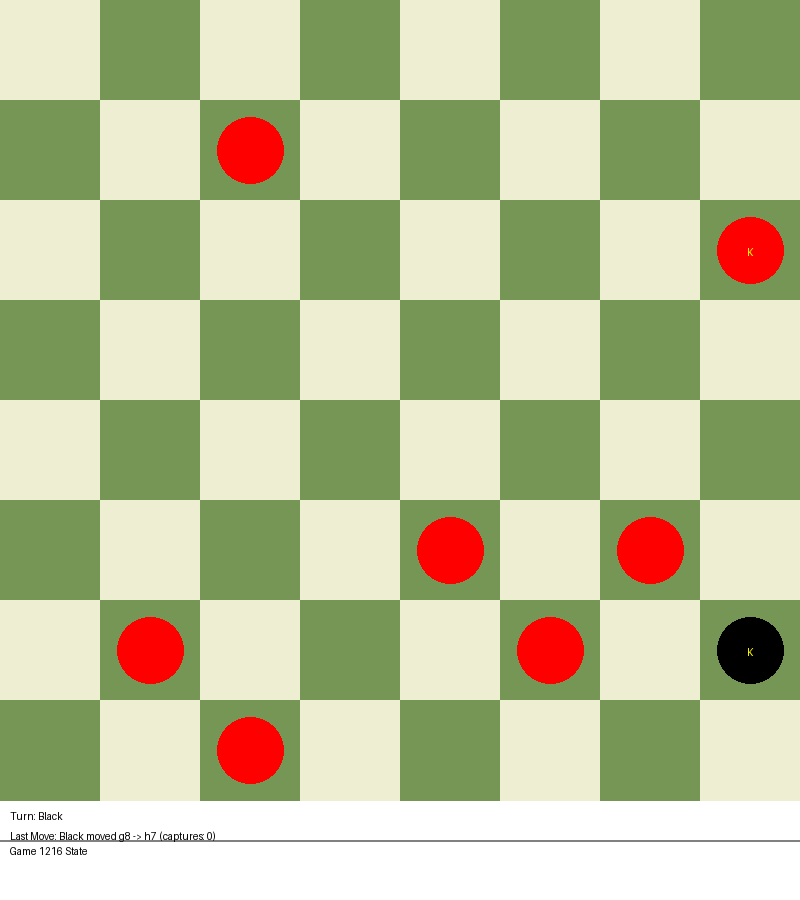 K
K
Turn: Black
Last Move: Black moved g8 -> h7 (captures: 0)
Game 1216 State